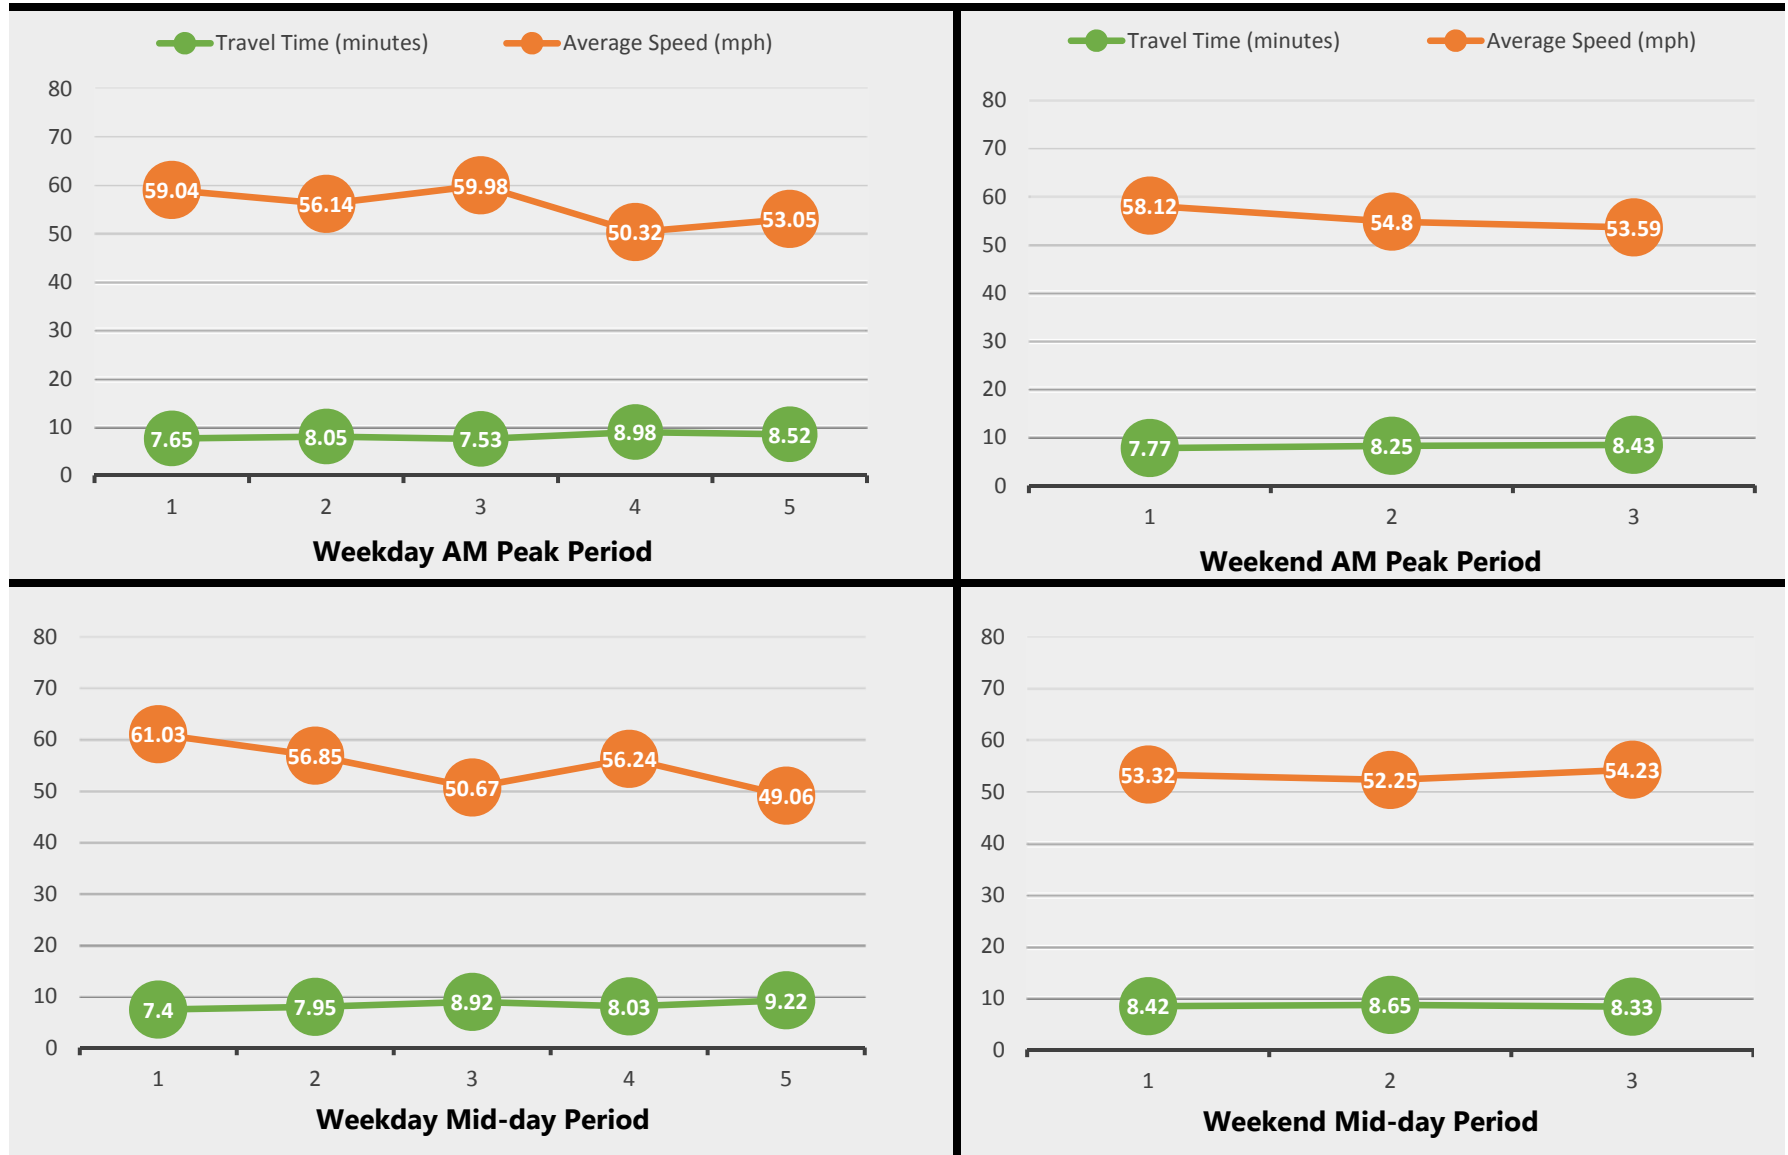 Travel Time (minutes) Average Speed (mph)
80
70
60
50
40
30
20
10
0
59.04 56.14 59.98 50.32 53.05
7.65 8.05 7.53 8.98 8.52
1 2 3 4 5
Weekday AM Peak Period
Travel Time (minutes) Average Speed (mph)
80
70
60
50
40
30
20
10
0
58.12 54.8 53.59
7.77 8.25 8.43
1 2 3
Weekend AM Peak Period
80
70
60
50
40
30
20
10
0
61.03 56.85 50.67 56.24 49.06
7.4 7.95 8.92 8.03 9.22
1 2 3 4 5
Weekday Mid-day Period
80
70
60
50
40
30
20
10
0
53.32 52.25 54.23
8.42 8.65 8.33
1 2 3
Weekend Mid-day Period